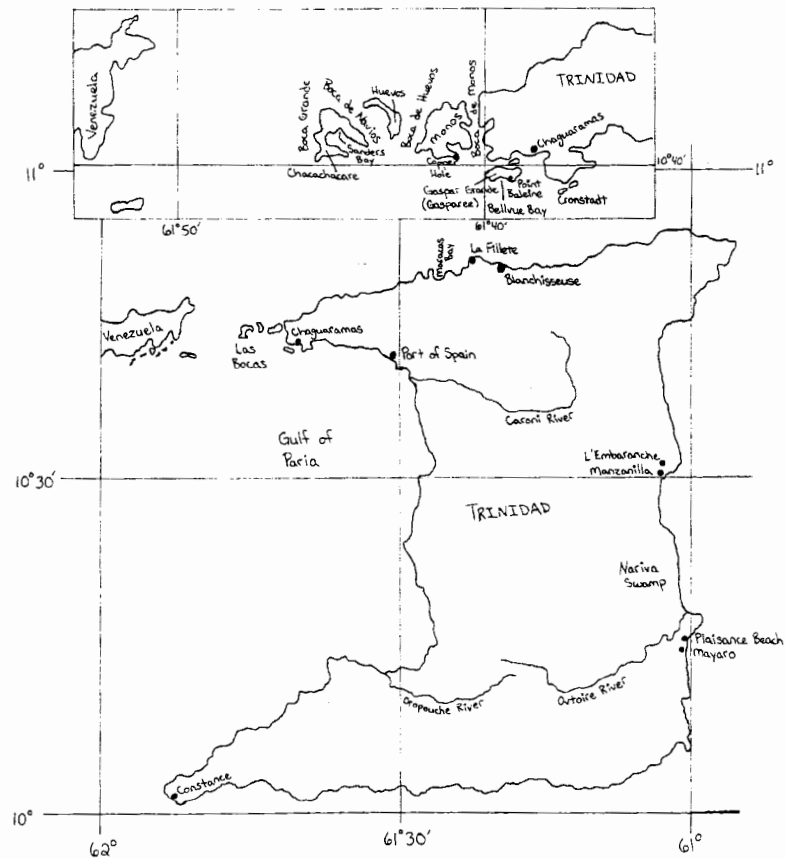 Venezuela
Boca Grande
Boca de Navios
Huevos
Boca de Huevos
Monos
Boca de Monos
TRINIDAD
Chaguaramas
Sanders
Bay
Chacachacare
Copper
Hole
Gaspar Grande
(Gasparee)
Point
Baleine
Bellvue Bay
Cronstadt
11°
10°40'
11°
61°50'
61°40'
Maracas
Bay
La Fillete
Blanchisseuse
Venezuela
Las
Bocas
Chaguaramas
Port of Spain
Caroni River
Gulf of
Paria
L'Embaranche
Manzanilla
10°30'
TRINIDAD
Nariva
Swamp
Plaisance Beach
Mayaro
Oropouche River
Ortoire River
Constance
10°
62°
61°30'
61°